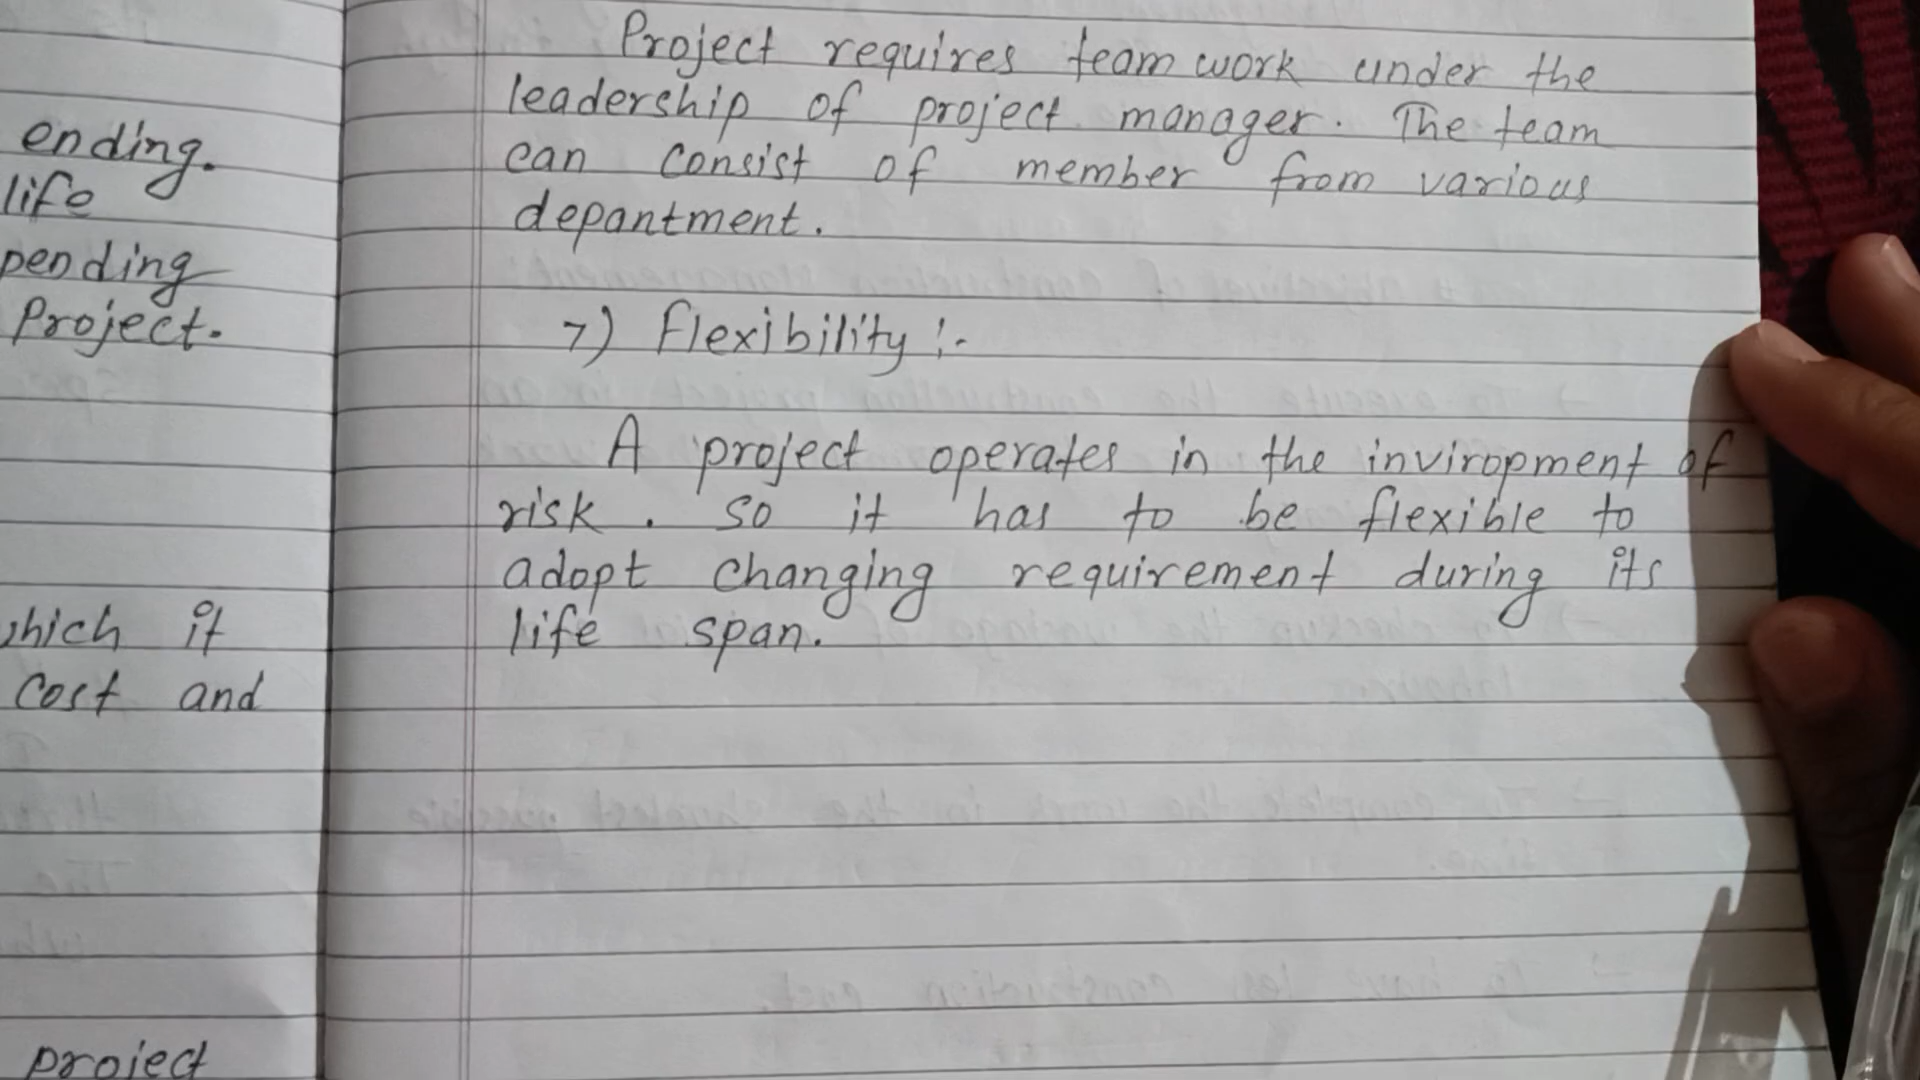 ending.
life
pending
Project.
which it
cost and
project
Project requires team work under the
leadership of project manager. The team
can consist of member from various
depantment.
7) Flexibility :-
A project operates in the invironment of
risk. so it has to be flexible to
adopt changing requirement during its
life span.